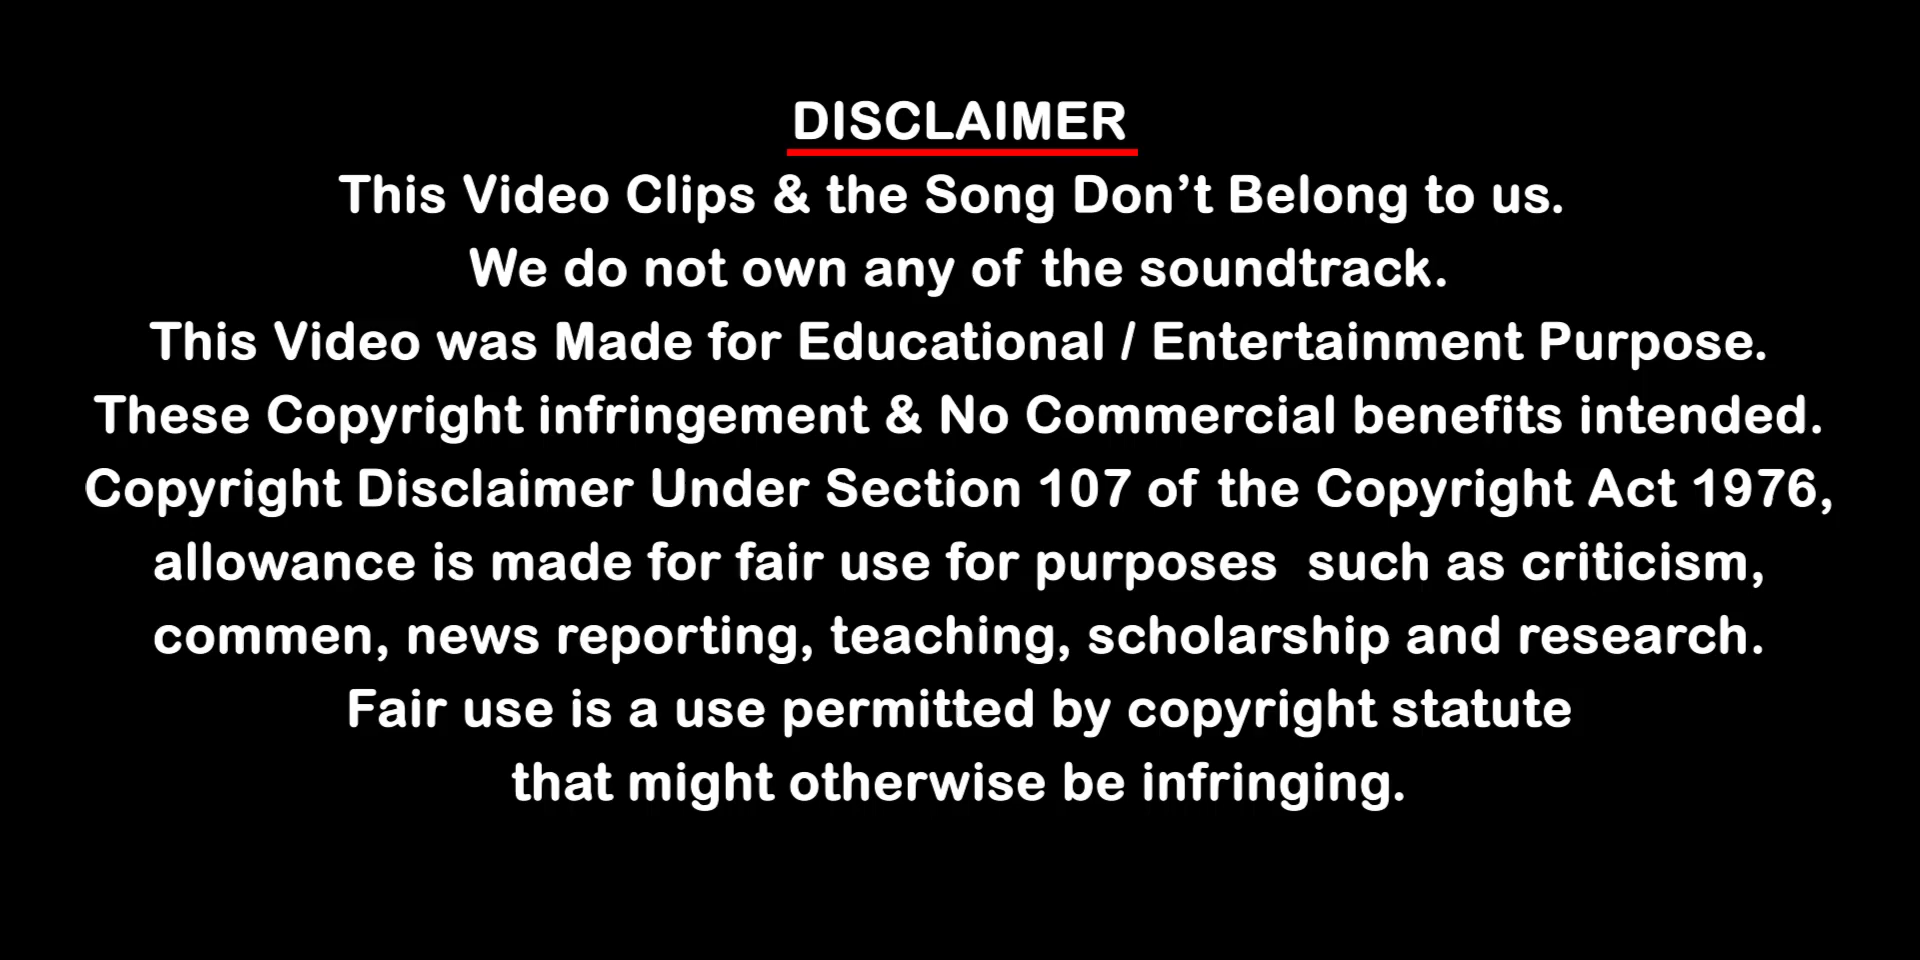 DISCLAIMER
This Video Clips & the Song Don’t Belong to us.
We do not own any of the soundtrack.
This Video was Made for Educational / Entertainment Purpose.
These Copyright infringement & No Commercial benefits intended.
Copyright Disclaimer Under Section 107 of the Copyright Act 1976,
allowance is made for fair use for purposes  such as criticism,
commen, news reporting, teaching, scholarship and research.
Fair use is a use permitted by copyright statute
that might otherwise be infringing.